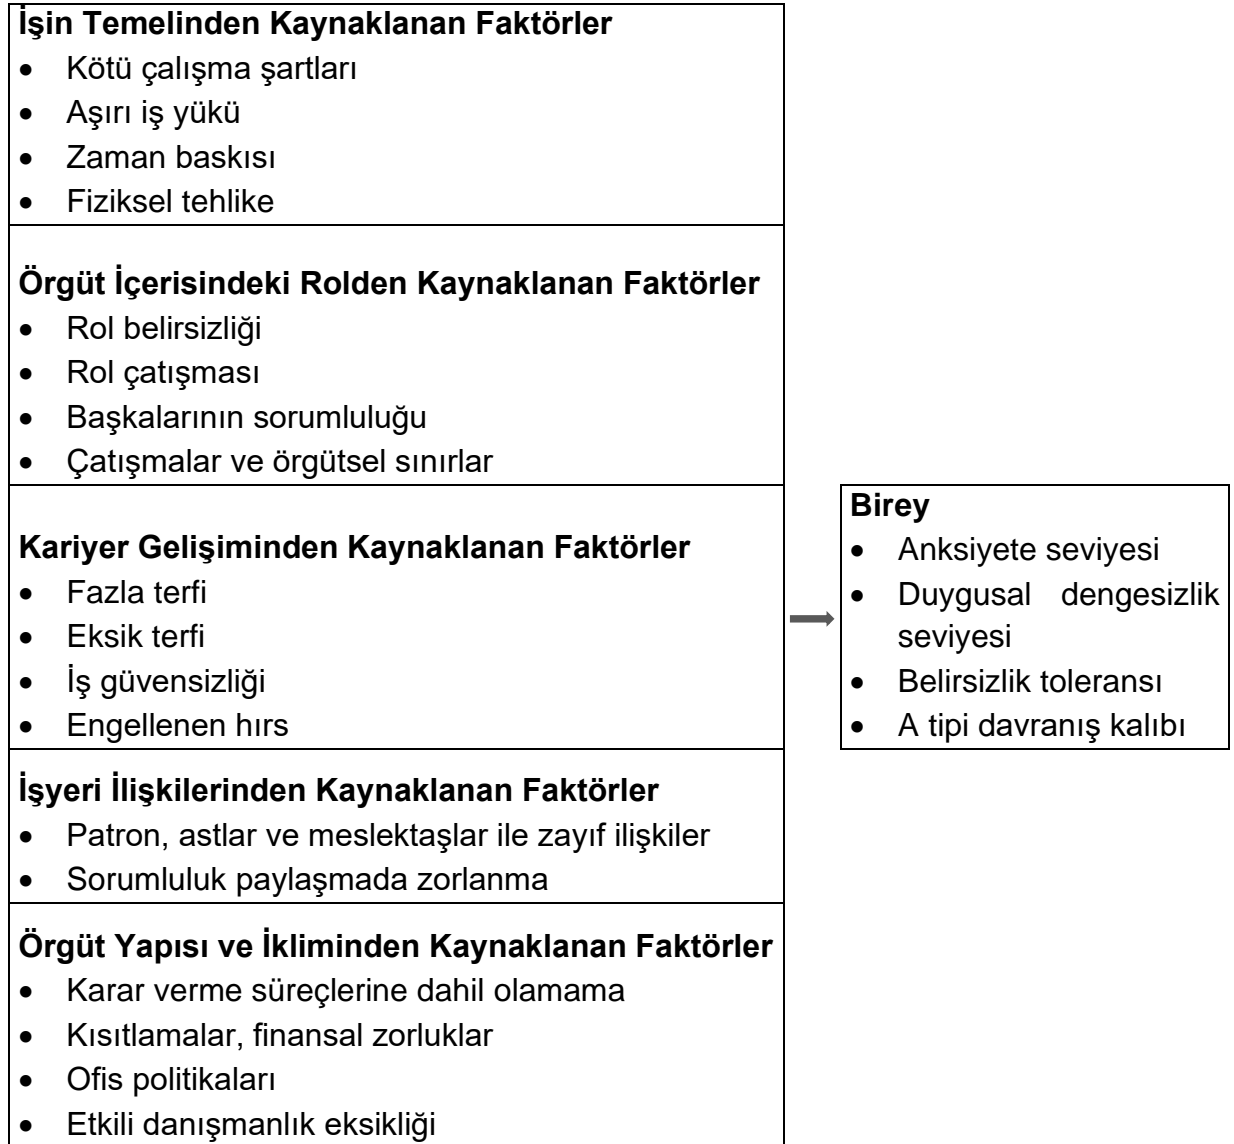 İşin Temelinden Kaynaklanan Faktörler
• Kötü çalışma şartları
• Aşırı iş yükü
• Zaman baskısı
• Fiziksel tehlike
Örgüt İçerisindeki Rolden Kaynaklanan Faktörler
• Rol belirsizliği
• Rol çatışması
• Başkalarının sorumluluğu
• Çatışmalar ve örgütsel sınırlar
Kariyer Gelişiminden Kaynaklanan Faktörler
• Fazla terfi
• Eksik terfi
• İş güvensizliği
• Engellenen hırs
İşyeri İlişkilerinden Kaynaklanan Faktörler
• Patron, astlar ve meslektaşlar ile zayıf ilişkiler
• Sorumluluk paylaşmada zorlanma
Örgüt Yapısı ve İkliminden Kaynaklanan Faktörler
• Karar verme süreçlerine dahil olamama
• Kısıtlamalar, finansal zorluklar
• Ofis politikaları
• Etkili danışmanlık eksikliği
Birey
• Anksiyete seviyesi
• Duygusal dengesizlik
seviyesi
• Belirsizlik toleransı
• A tipi davranış kalıbı